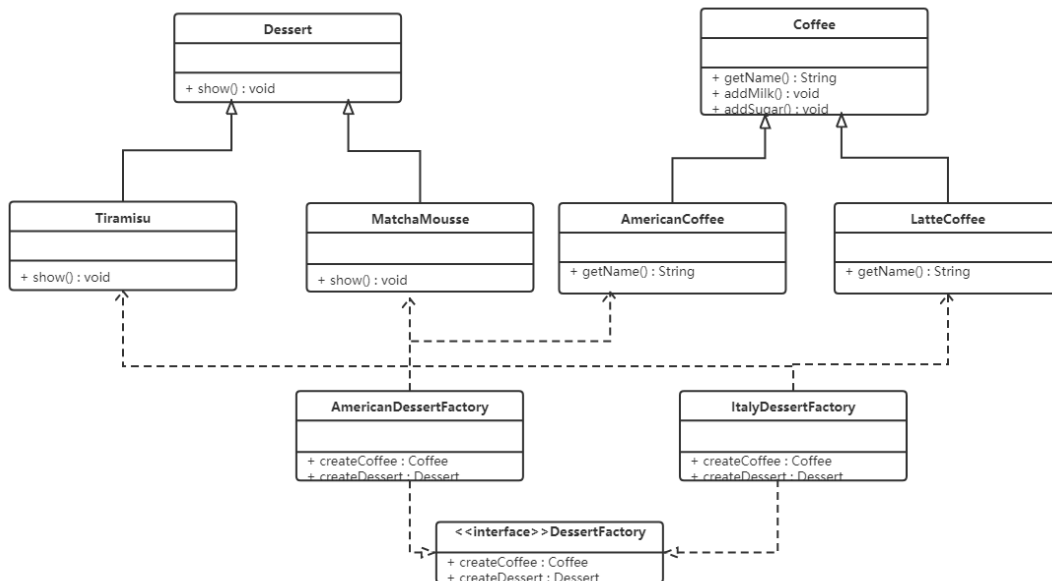 Dessert
+ show() : void
Coffee
+ getName() : String
+ addMilk() : void
+ addSugar() : void
Tiramisu
+ show() : void
MatchaMousse
+ show() : void
AmericanCoffee
+ getName() : String
LatteCoffee
+ getName() : String
AmericanDessertFactory
+ createCoffee : Coffee
+ createDessert : Dessert
ItalyDessertFactory
+ createCoffee : Coffee
+ createDessert : Dessert
<<interface>>DessertFactory
+ createCoffee : Coffee
+ createDessert : Dessert